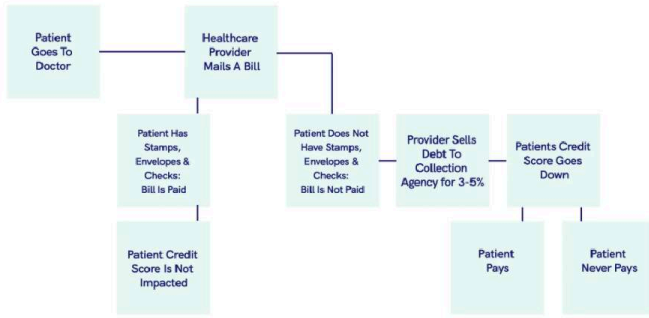 Patient
Goes To
Doctor
Healthcare
Provider
Mails A Bill
Patient Has
Stamps,
Envelopes &
Checks:
Bill Is Paid
Patient Does Not
Have Stamps,
Envelopes &
Checks:
Bill Is Not Paid
Provider Sells
Debt To
Collection
Agency for 3-5%
Patients Credit
Score Goes
Down
Patient Credit
Score Is Not
Impacted
Patient
Pays
Patient
Never Pays